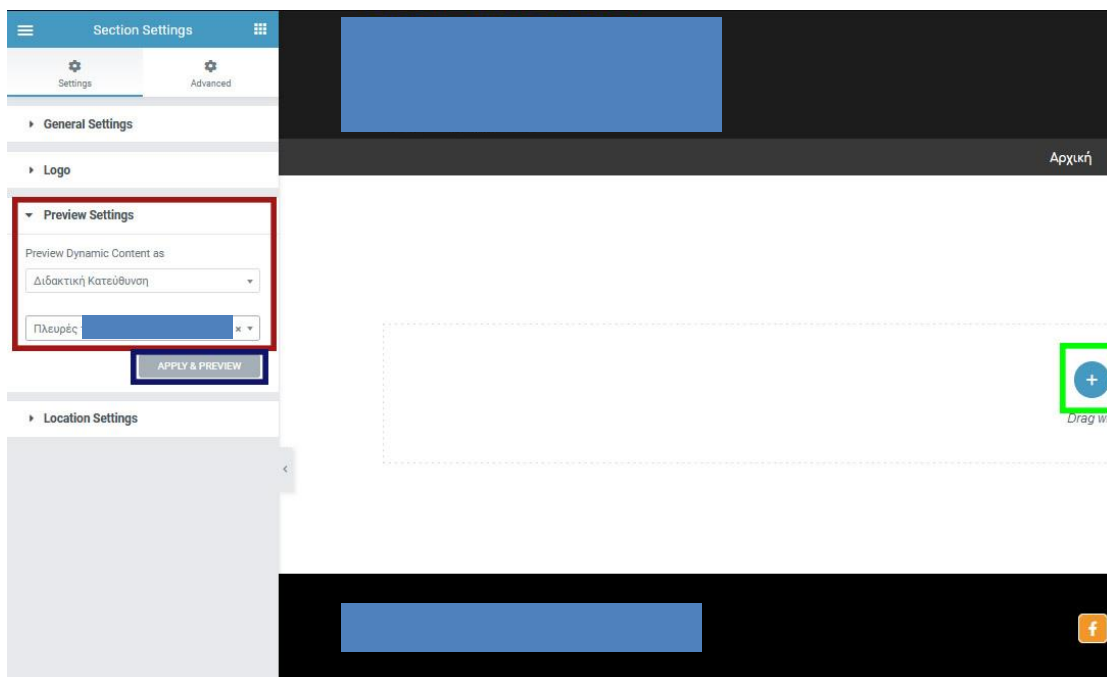 Section Settings
Settings
Advanced
General Settings
Logo
Preview Settings
Preview Dynamic Content as
Διδακτική Κατεύθυνση
Πλευρές
APPLY & PREVIEW
Location Settings
Αρχική
Drag